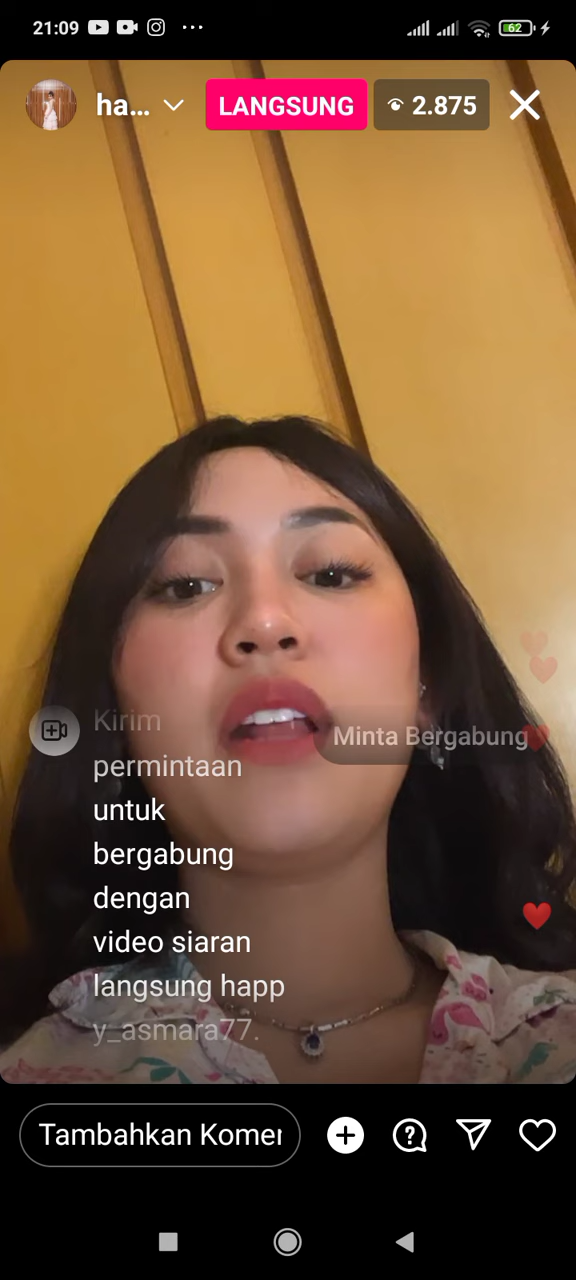 21:09
62
ha...
LANGSUNG
2.875
Kirim
permintaan
Minta Bergabung
untuk
bergabung
dengan
video siaran
langsung happ
y_asmara77.
Tambahkan Komen